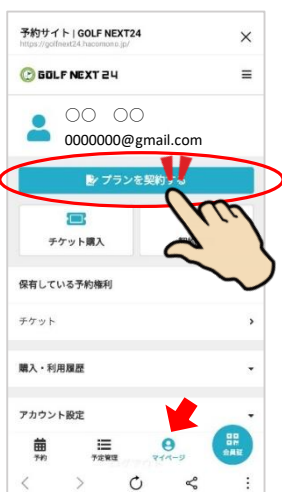 予約サイト | GOLF NEXT24
https://golfnext24.hacomono.jp/
GOLF NEXT 24
○○ ○○
0000000@gmail.com
プランを契約する
チケット購入
保有している予約権利
チケット
購入・利用履歴
アカウント設定
予約
予定管理
マイページ
会員証